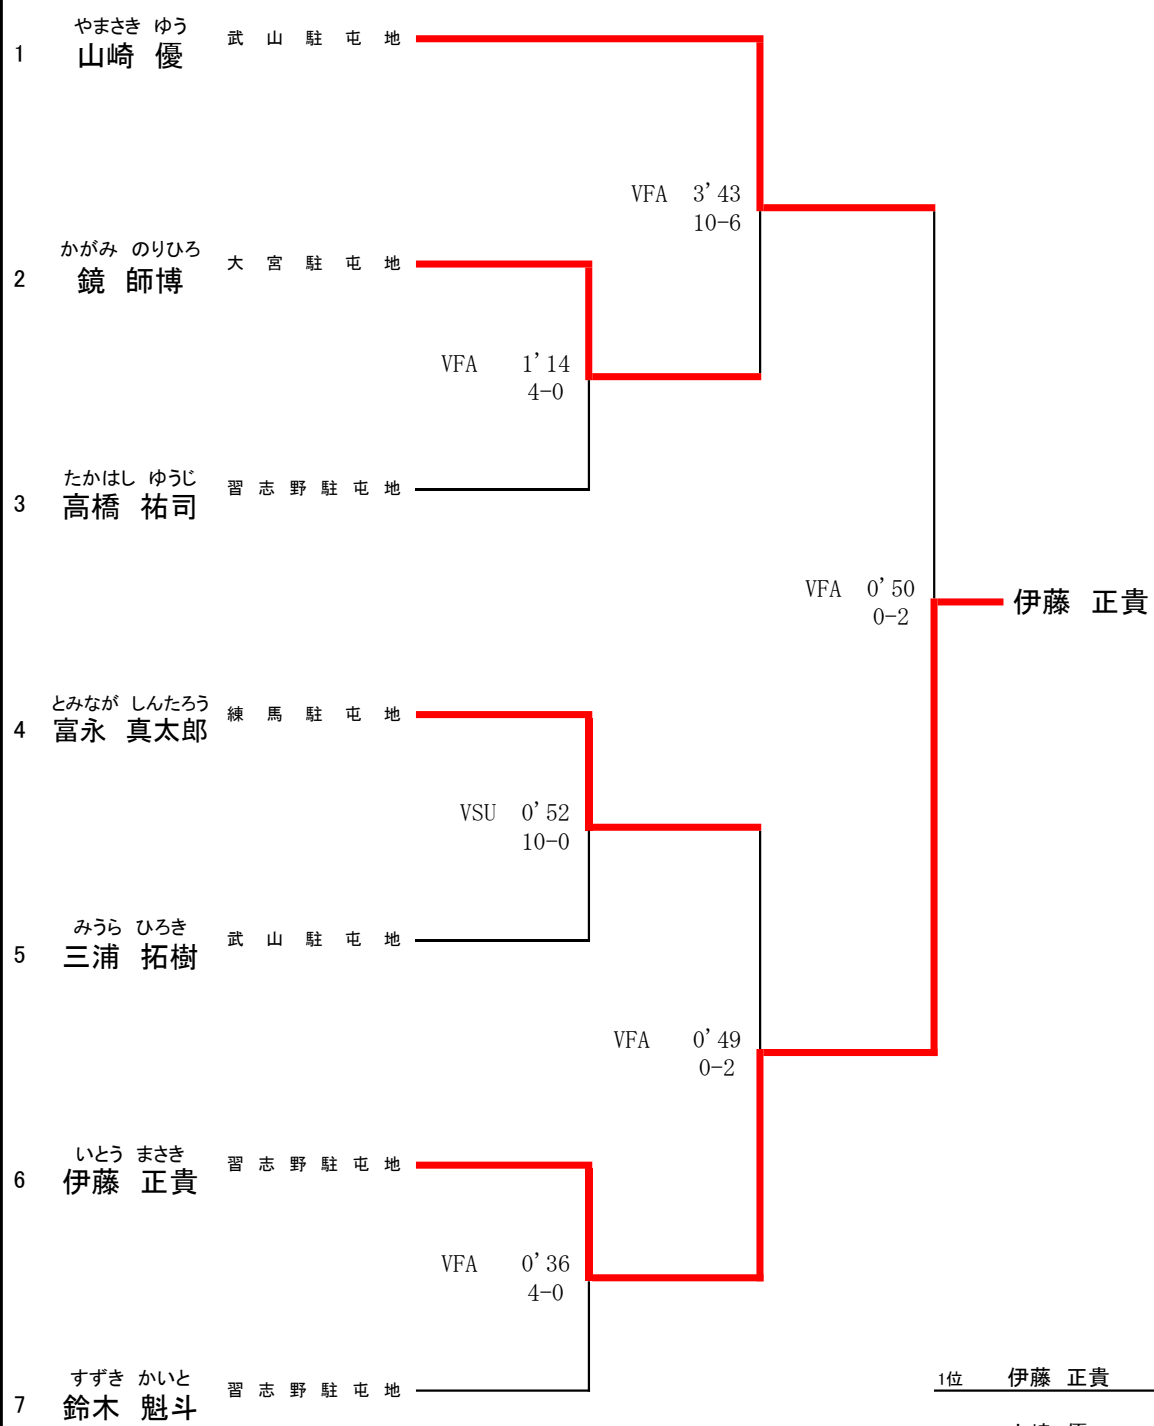 やまさき ゆう
1 山崎 優 武山駐屯地
VFA 3'43
10-6
かがみ のりひろ
2 鏡 師博 大宮駐屯地
VFA 1'14
4-0
たかはし ゆうじ
3 高橋 祐司 習志野駐屯地
VFA 0'50
0-2
伊藤 正貴
とみなが しんたろう
4 富永 真太郎 練馬駐屯地
VSU 0'52
10-0
みうら ひろき
5 三浦 拓樹 武山駐屯地
VFA 0'49
0-2
いとう まさき
6 伊藤 正貴 習志野駐屯地
VFA 0'36
4-0
すずき かいと
7 鈴木 魁斗 習志野駐屯地
1位 伊藤 正貴